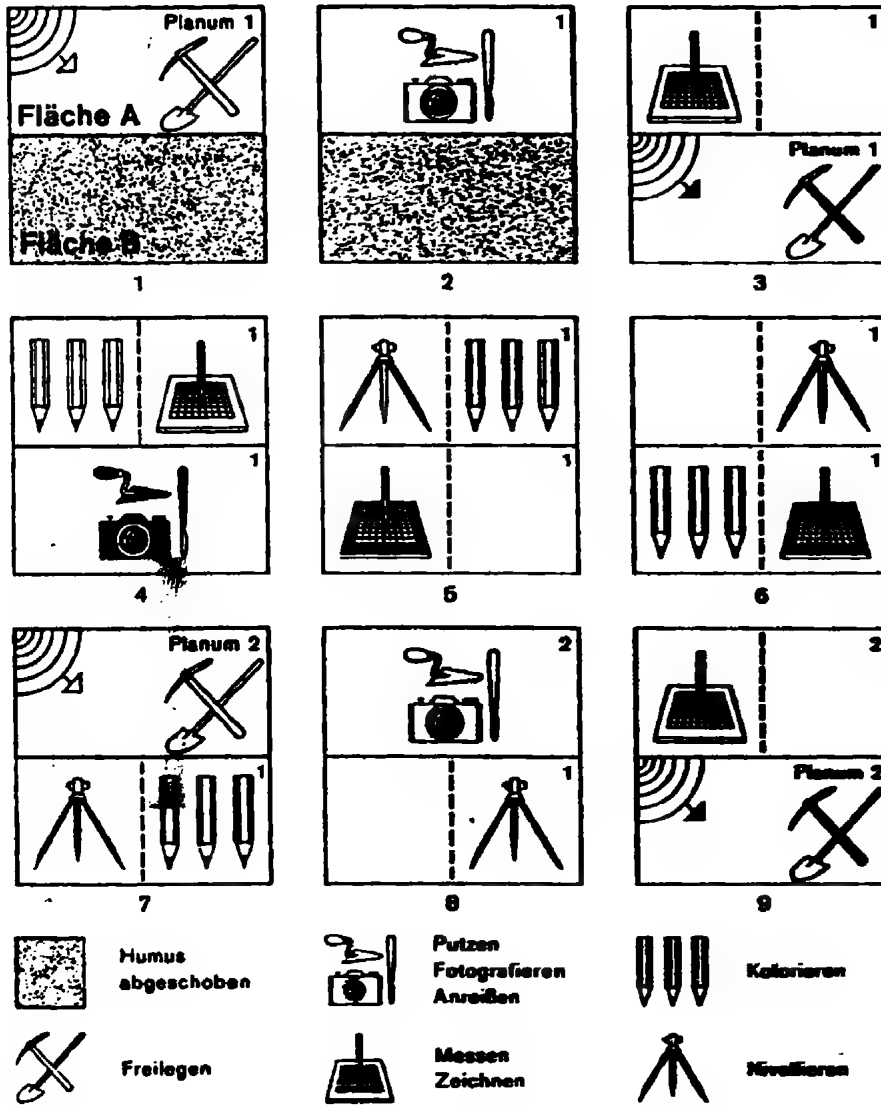 Planum 1
Fläche A
Fläche B
1
1
2
1
Planum 1
3
1
1
4
1
1
5
1
6
Planum 2
1
7
2
1
8
2
Planum 2
9
Humus
abgeschoben
Putzen
Fotografieren
Anreißen
Kolorieren
Freilegen
Messen
Zeichnen
Nivellieren